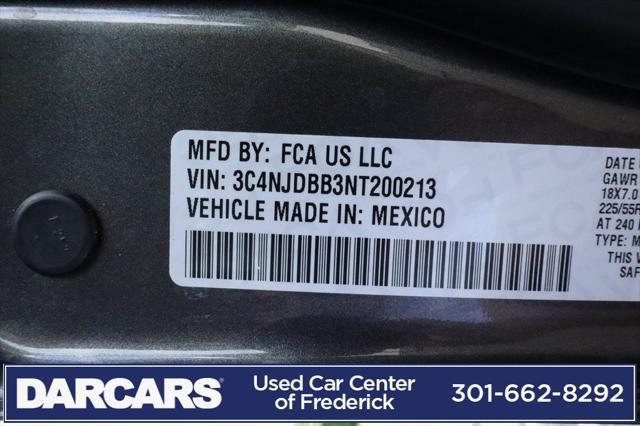 MFD BY: FCA US LLC
VIN: 3C4NJDBB3NT200213
VEHICLE MADE IN: MEXICO
DATE
GAWR
18X7.0
225/55R
AT 240
TYPE: M
THIS V
SAF
DARCARS
Used Car Center
of Frederick
301-662-8292